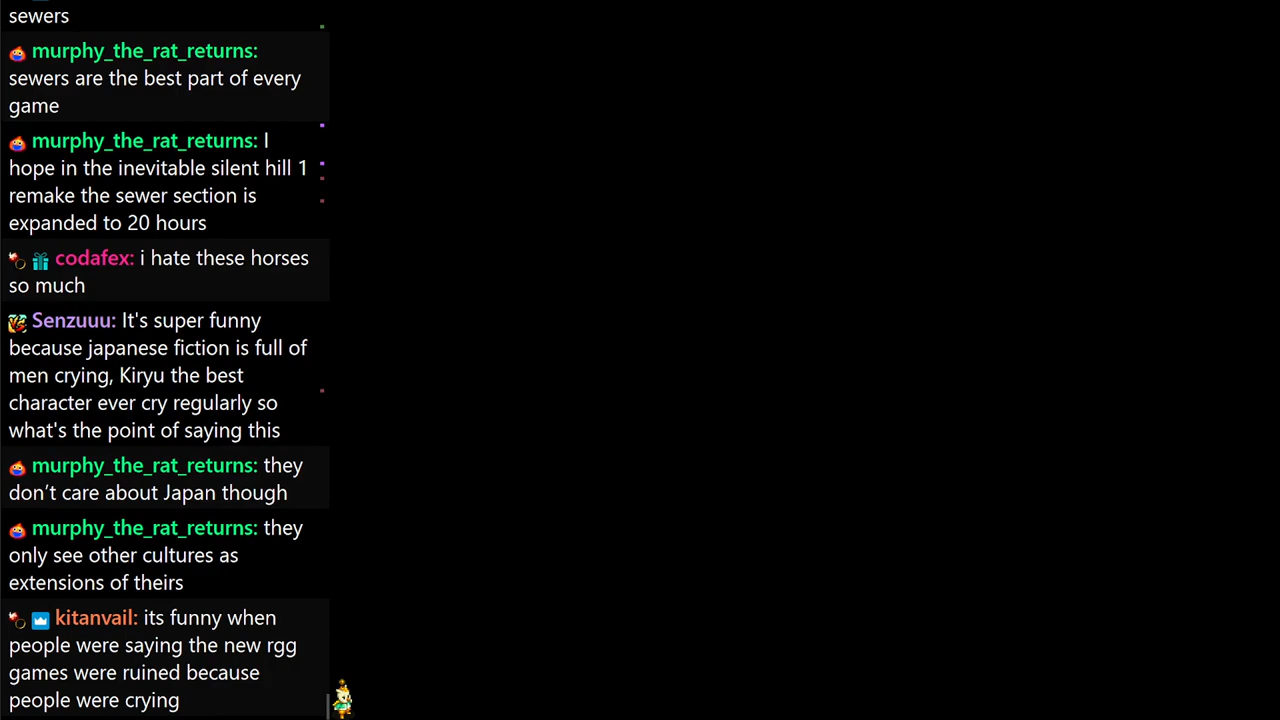 sewers
murphy_the_rat_returns:
sewers are the best part of every
game
murphy_the_rat_returns: I
hope in the inevitable silent hill 1
remake the sewer section is
expanded to 20 hours
codafex: i hate these horses
so much
Senzuuu: It's super funny
because japanese fiction is full of
men crying, Kiryu the best
character ever cry regularly so
what's the point of saying this
murphy_the_rat_returns: they
don’t care about Japan though
murphy_the_rat_returns: they
only see other cultures as
extensions of theirs
kitanvail: its funny when
people were saying the new rgg
games were ruined because
people were crying